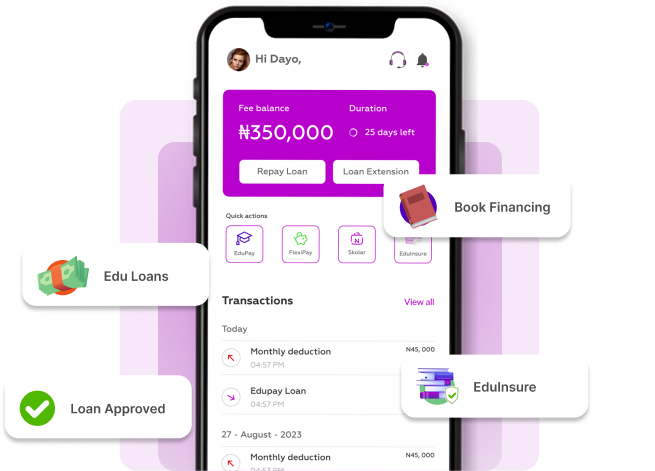 Hi Dayo,
Fee balance
Duration
₦350,000
25 days left
Repay Loan
Loan Extension
Book Financing
Quick actions
EduPay
FlexiPay
Skolar
EduInsure
Edu Loans
Transactions
View all
Today
Monthly deduction
N45, 000
04:57 PM
Edupay Loan
04:57 PM
EduInsure
Loan Approved
27 - August - 2023
Monthly deduction
N45, 000
04:57 PM